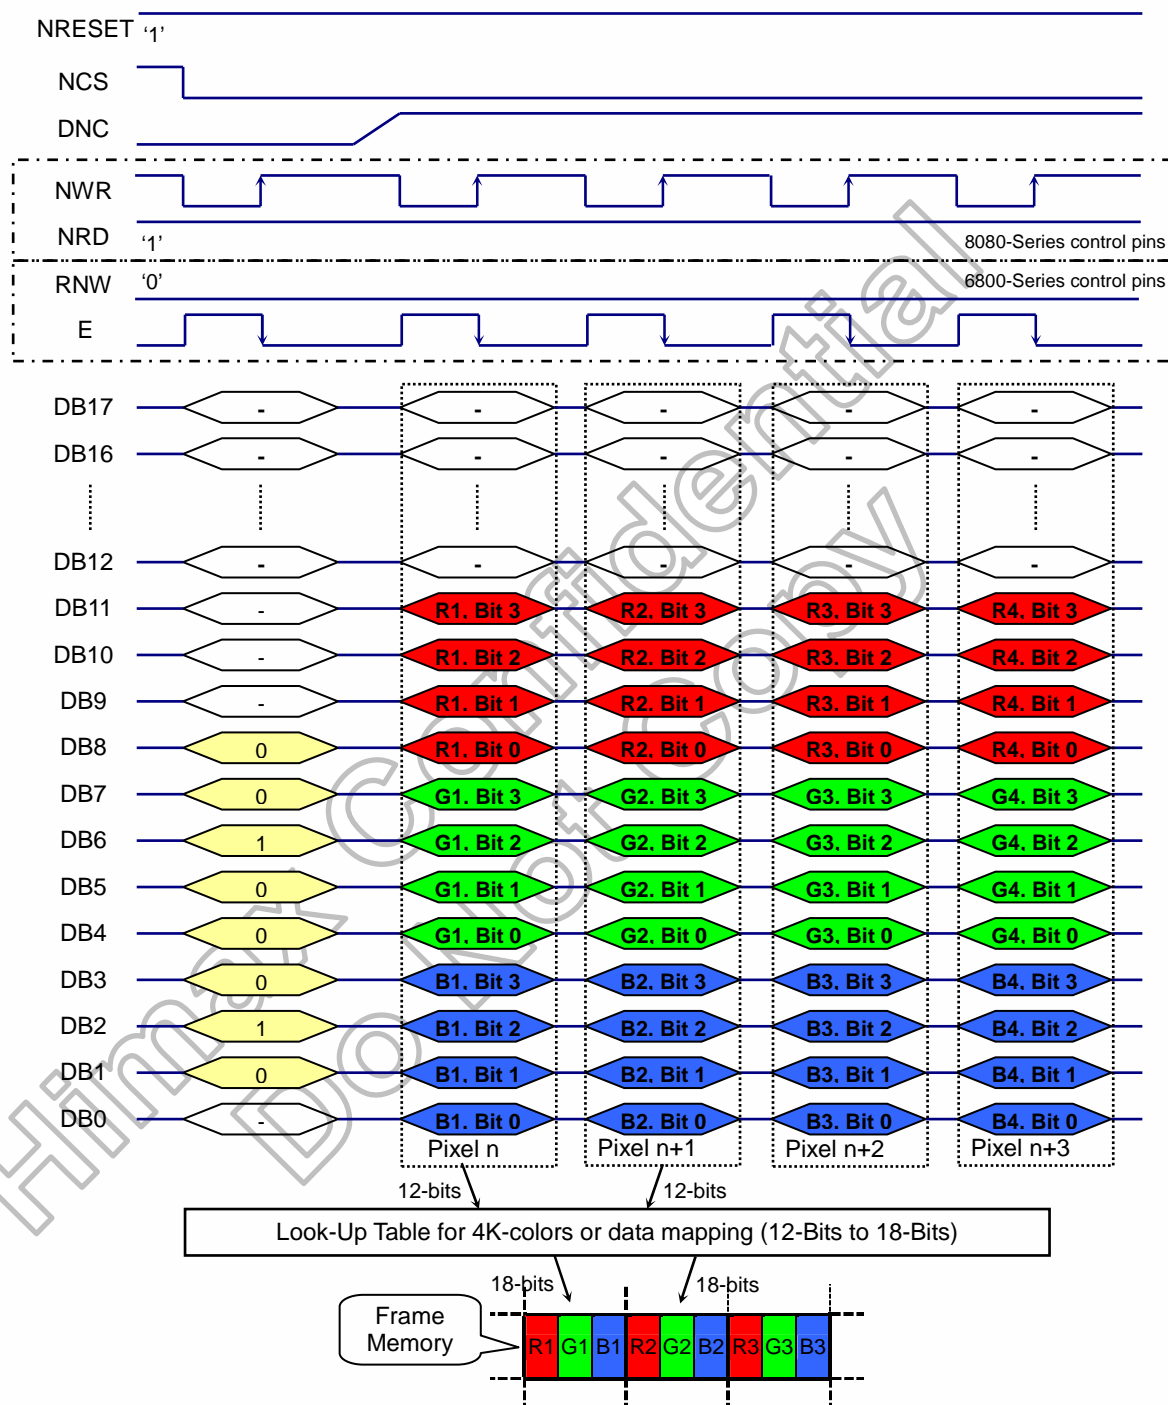 NRESET '1'
NCS
DNC
NWR
NRD '1' 8080-Series control pins
RNW '0' 6800-Series control pins
E
DB17 - - - - -
DB16 - - - - -
DB12 - - - - -
DB11 - R1, Bit 3 R2, Bit 3 R3, Bit 3 R4, Bit 3
DB10 - R1, Bit 2 R2, Bit 2 R3, Bit 2 R4, Bit 2
DB9 - R1, Bit 1 R2, Bit 1 R3, Bit 1 R4, Bit 1
DB8 0 R1, Bit 0 R2, Bit 0 R3, Bit 0 R4, Bit 0
DB7 0 G1, Bit 3 G2, Bit 3 G3, Bit 3 G4, Bit 3
DB6 1 G1, Bit 2 G2, Bit 2 G3, Bit 2 G4, Bit 2
DB5 0 G1, Bit 1 G2, Bit 1 G3, Bit 1 G4, Bit 1
DB4 0 G1, Bit 0 G2, Bit 0 G3, Bit 0 G4, Bit 0
DB3 0 B1, Bit 3 B2, Bit 3 B3, Bit 3 B4, Bit 3
DB2 1 B1, Bit 2 B2, Bit 2 B3, Bit 2 B4, Bit 2
DB1 0 B1, Bit 1 B2, Bit 1 B3, Bit 1 B4, Bit 1
DB0 - B1, Bit 0 B2, Bit 0 B3, Bit 0 B4, Bit 0
Pixel n Pixel n+1 Pixel n+2 Pixel n+3
12-bits 12-bits
Look-Up Table for 4K-colors or data mapping (12-Bits to 18-Bits)
18-bits 18-bits
Frame
Memory
R1 G1 B1 R2 G2 B2 R3 G3 B3
Himax Confidential
Do Not Copy